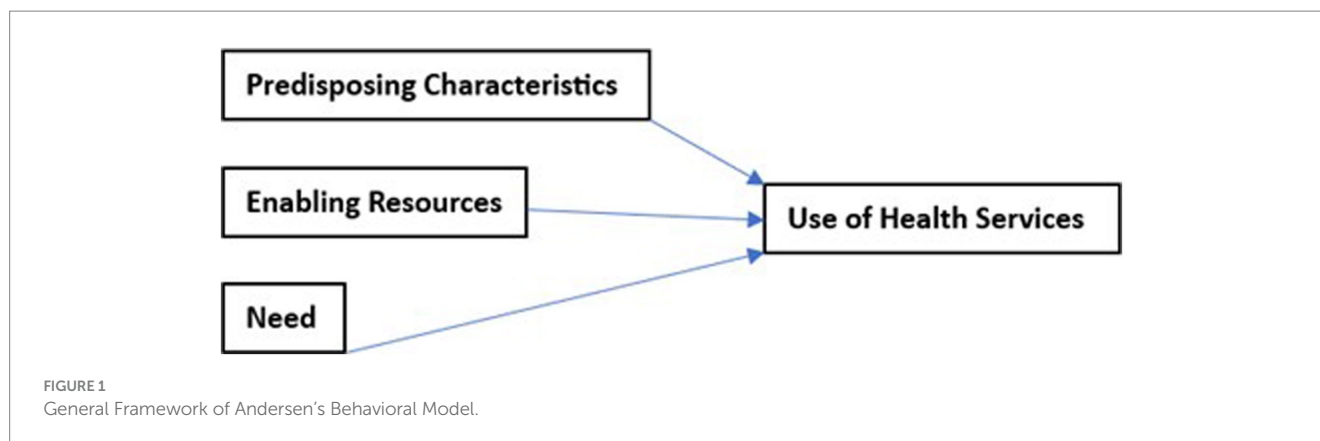 Predisposing Characteristics
Enabling Resources
Use of Health Services
Need
FIGURE 1
General Framework of Andersen's Behavioral Model.